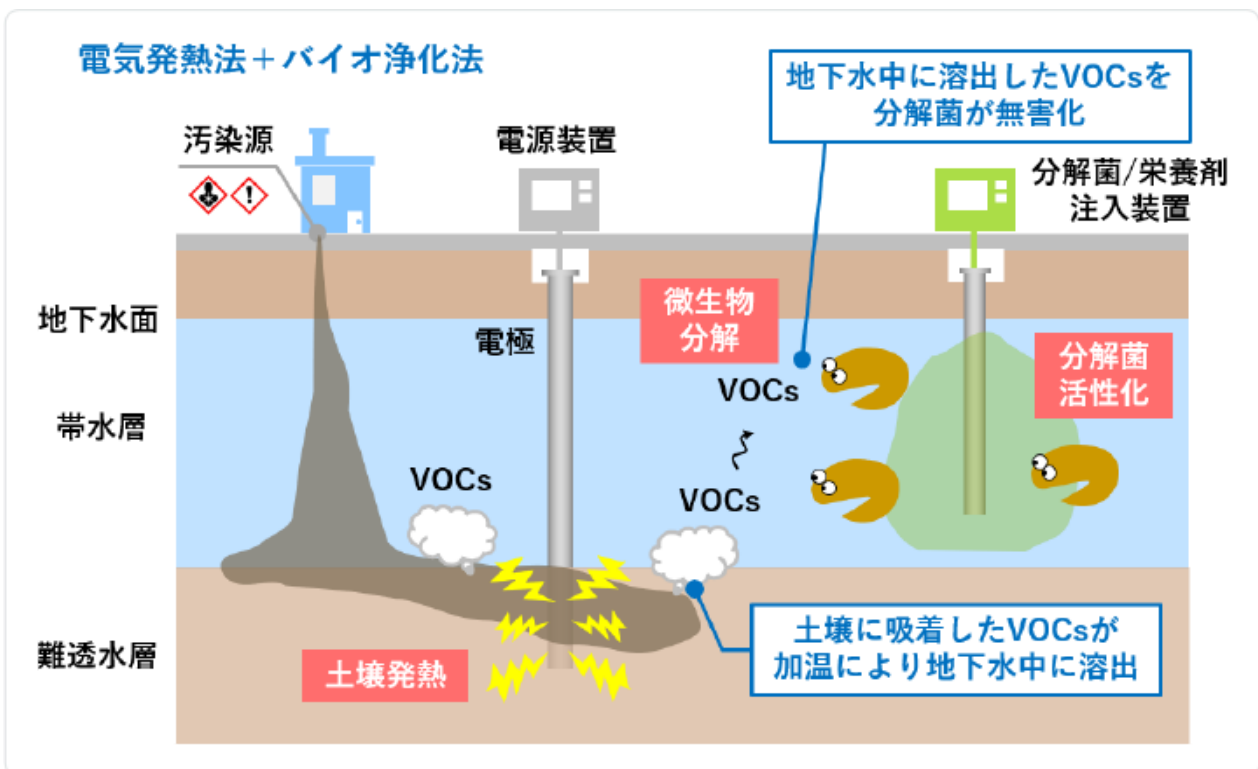 電気発熱法＋バイオ浄化法
地下水中に溶出したVOCsを
分解菌が無害化
汚染源
電源装置
分解菌/栄養剤
注入装置
地下水面
電極
微生物
分解
VOCs
分解菌
活性化
帯水層
VOCs
VOCs
難透水層
土壌発熱
土壌に吸着したVOCsが
加温により地下水中に溶出